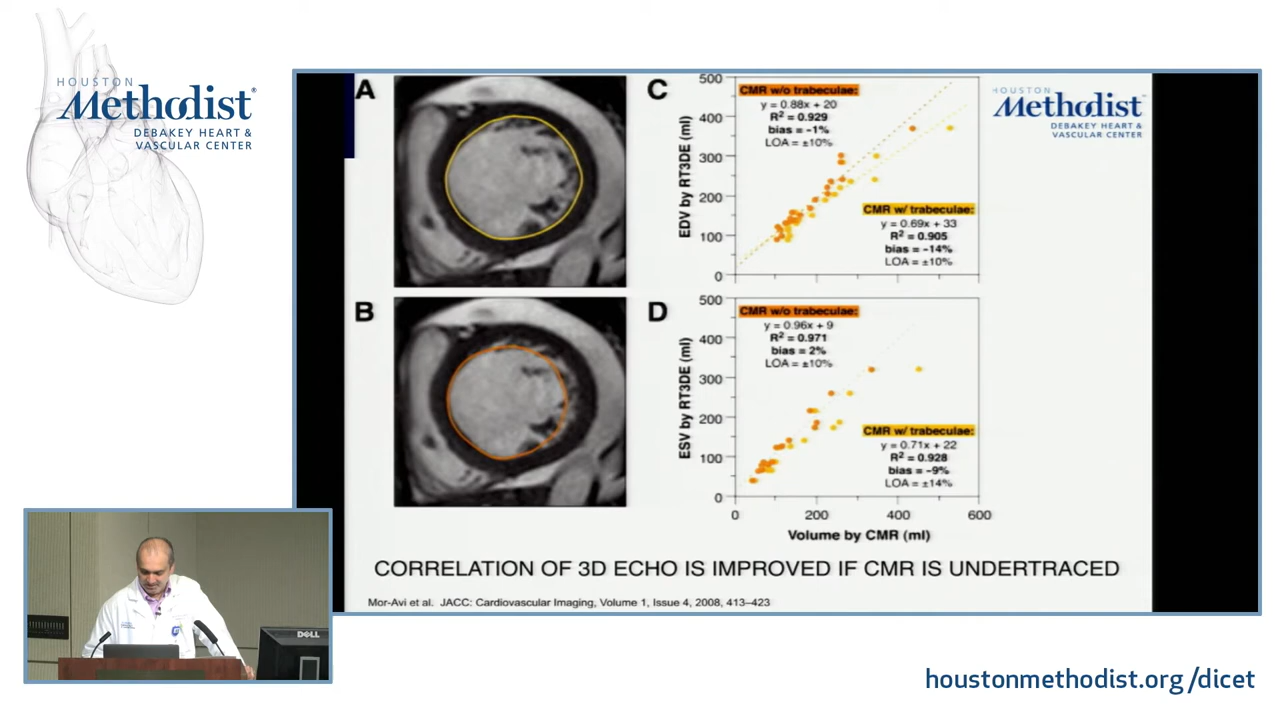 HOUSTON
Methodist®
DEBAKEY HEART &
VASCULAR CENTER
A
B
C
500
400
300
200
100
0
EDV by RT3DE (ml)
CMR w/o trabeculae:
y = 0.88x + 20
R² = 0.929
bias = -1%
LOA = ±10%
CMR w/ trabeculae:
y = 0.69x + 33
R² = 0.905
bias = -14%
LOA = ±10%
D
500
400
300
200
100
0
ESV by RT3DE (ml)
CMR w/o trabeculae:
y = 0.96x + 9
R² = 0.971
bias = 2%
LOA = ±10%
CMR w/ trabeculae:
y = 0.71x + 22
R² = 0.928
bias = -9%
LOA = ±14%
0 200 400 600
Volume by CMR (ml)
HOUSTON
Methodist
DEBAKEY HEART &
VASCULAR CENTER
CORRELATION OF 3D ECHO IS IMPROVED IF CMR IS UNDERTRACED
Mor-Avi et al. JACC: Cardiovascular Imaging, Volume 1, Issue 4, 2008, 413–423
DELL
houstonmethodist.org/dicet